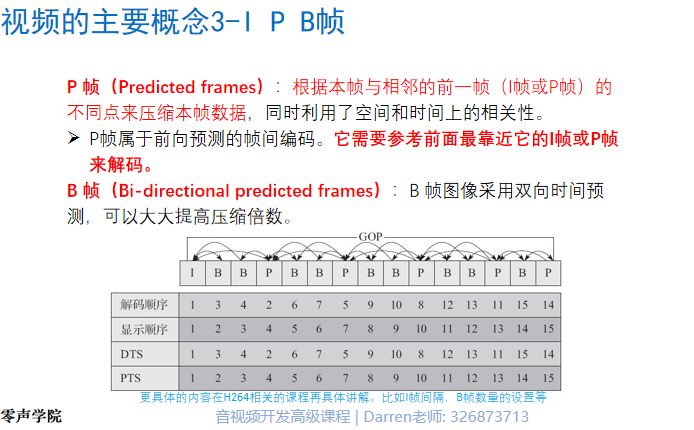 视频的主要概念3-I P B帧
P 帧（Predicted frames）：根据本帧与相邻的前一帧（I帧或P帧）的
不同点来压缩本帧数据，同时利用了空间和时间上的相关性。
➢ P帧属于前向预测的帧间编码。它需要参考前面最靠近它的I帧或P帧
来解码。
B 帧（Bi-directional predicted frames）：B 帧图像采用双向时间预
测，可以大大提高压缩倍数。
GOP
I B B P B B P B B P B B P B P
解码顺序 1 3 4 2 6 7 5 9 10 8 12 13 11 15 14
显示顺序 1 2 3 4 5 6 7 8 9 10 11 12 13 14 15
DTS 1 3 4 2 6 7 5 9 10 8 12 13 11 15 14
PTS 1 2 3 4 5 6 7 8 9 10 11 12 13 14 15
更具体的内容在H264相关的课程再具体讲解。比如I帧间隔，B帧数量的设置等
零声学院
音视频开发高级课程 | Darren老师: 326873713